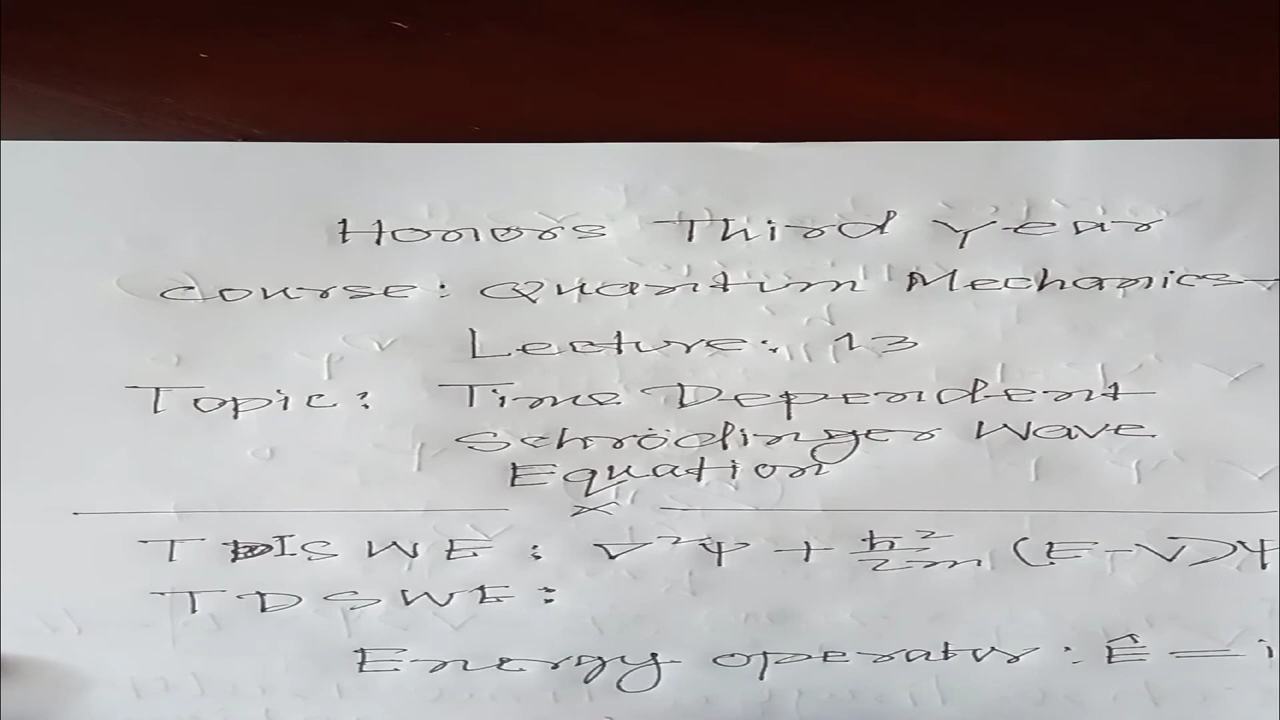 Honors Third Year
Course: Quantum Mechanics-
Lecture: 13
Topic: Time Dependent
Schrödinger Wave
Equation
TISWE: ∇²ψ + ħ²/2m (E-V)ψ
TDSWE:
Energy operator: Ê = i